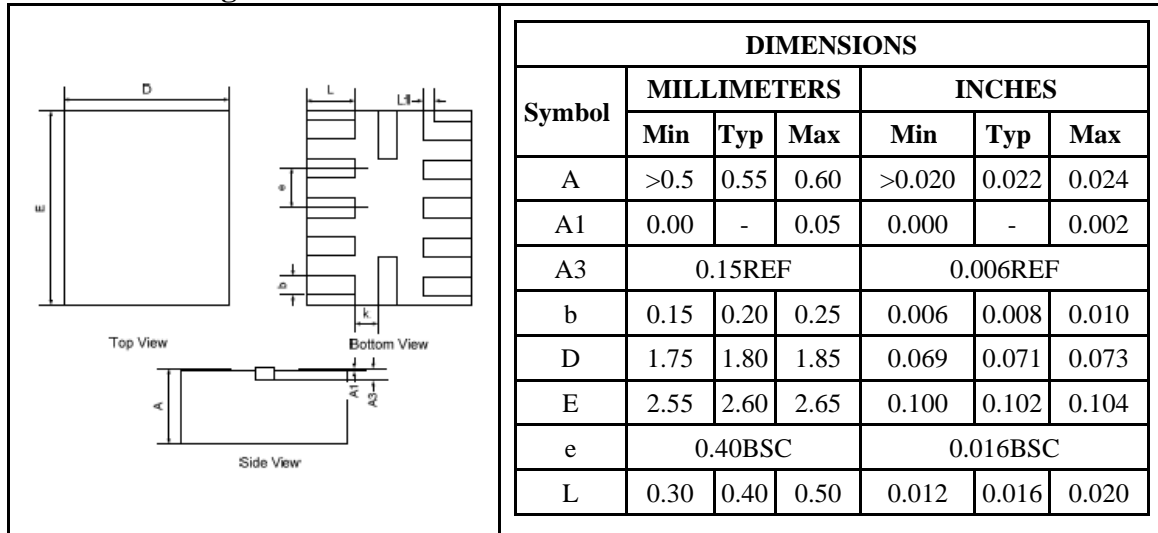 D
L
L1
e
E
b
k
Top View
Bottom View
A
A1
A3
Side View
DIMENSIONS
Symbol MILLIMETERS INCHES
Min Typ Max Min Typ Max
A >0.5 0.55 0.60 >0.020 0.022 0.024
A1 0.00 - 0.05 0.000 - 0.002
A3 0.15REF 0.006REF
b 0.15 0.20 0.25 0.006 0.008 0.010
D 1.75 1.80 1.85 0.069 0.071 0.073
E 2.55 2.60 2.65 0.100 0.102 0.104
e 0.40BSC 0.016BSC
L 0.30 0.40 0.50 0.012 0.016 0.020